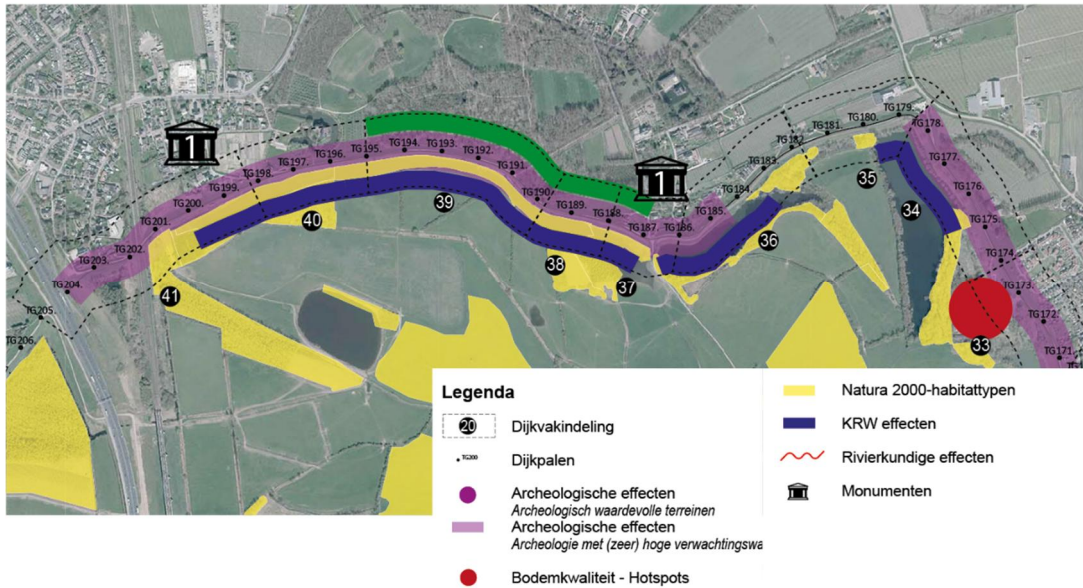 TG179.
TG180.
TG181.
TG178.
TG182.
1
TG194.
TG193.
TG195.
TG192.
TG196.
TG197.
TG191.
TG198.
TG199.
TG190.
TG200.
TG189.
TG188.
TG201.
TG187.
TG202.
TG203.
TG204.
TG205.
TG206.
1
TG183.
TG184.
TG185.
TG186.
TG177.
TG176.
TG175.
TG174.
TG173.
TG172.
TG171.
35
39
40
34
36
38
37
41
33
Legenda
20 Dijkvakindeling
TG200 Dijkpalen
Archeologische effecten
Archeologisch waardevolle terreinen
Archeologische effecten
Archeologie met (zeer) hoge verwachtingswa
Bodemkwaliteit - Hotspots
Natura 2000-habitattypen
KRW effecten
Rivierkundige effecten
Monumenten